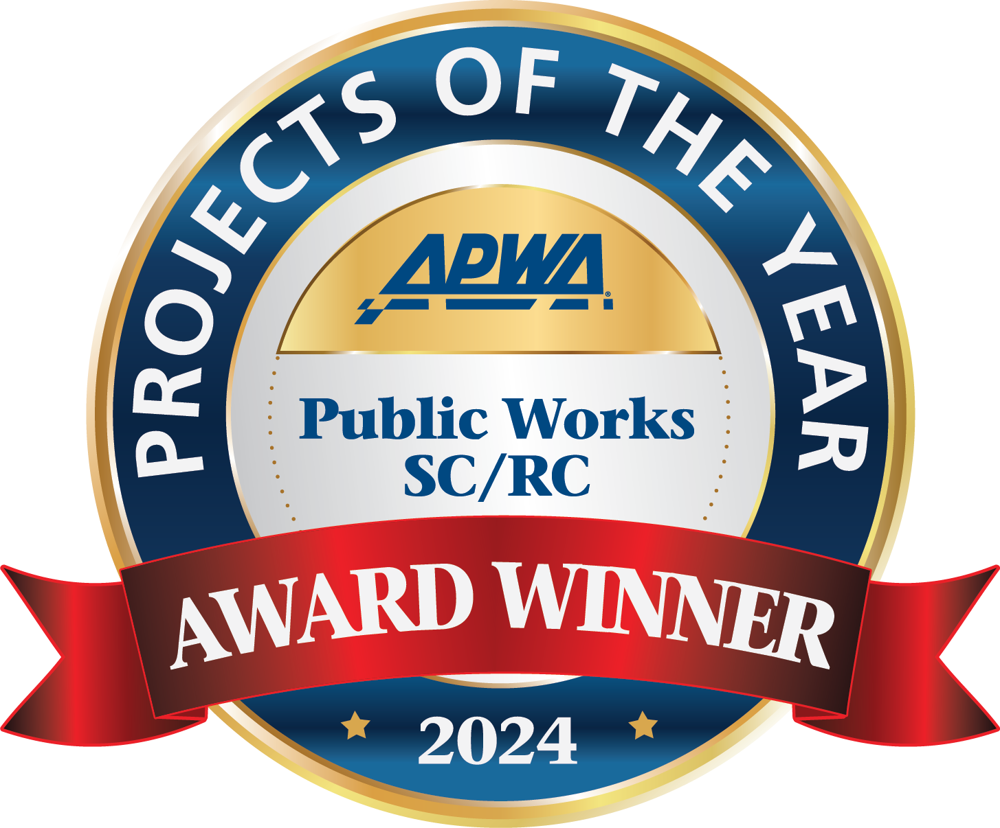 PROJECTS OF THE YEAR
APWA®
Public Works
SC/RC
AWARD WINNER
2024